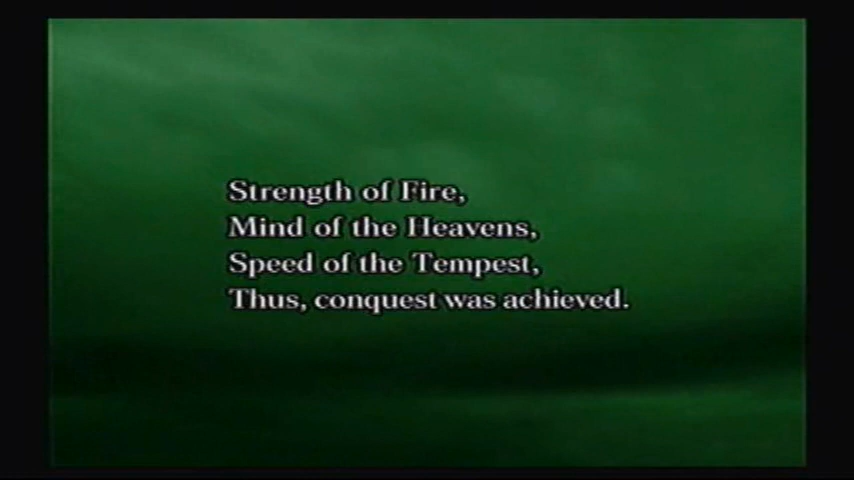 Strength of Fire,
Mind of the Heavens,
Speed of the Tempest,
Thus, conquest was achieved.